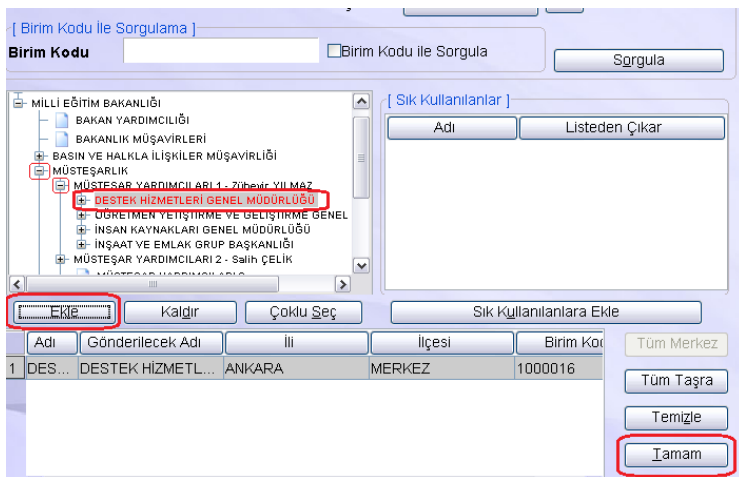 [ Birim Kodu İle Sorgulama ]
Birim Kodu
Birim Kodu ile Sorgula
Sorgula
MİLLİ EĞİTİM BAKANLIĞI
BAKAN YARDIMCILIĞI
BAKANLIK MÜŞAVİRLERİ
BASIN VE HALKLA İLİŞKİLER MÜŞAVİRLİĞİ
MÜSTEŞARLIK
MÜSTEŞAR YARDIMCILARI 1 - Zübeyir YILMAZ
DESTEK HİZMETLERİ GENEL MÜDÜRLÜĞÜ
ÖĞRETMEN YETİŞTİRME VE GELİŞTİRME GENEL
İNSAN KAYNAKLARI GENEL MÜDÜRLÜĞÜ
İNŞAAT VE EMLAK GRUP BAŞKANLIĞI
MÜSTEŞAR YARDIMCILARI 2 - Salih ÇELİK
[ Sık Kullanılanlar ]
Adı Listeden Çıkar
Ekle Kaldır Çoklu Seç Sık Kullanılanlara Ekle
Adı Gönderilecek Adı İli İlçesi Birim Kod
1 DES... DESTEK HİZMETL... ANKARA MERKEZ 1000016
Tüm Merkez
Tüm Taşra
Temizle
Tamam